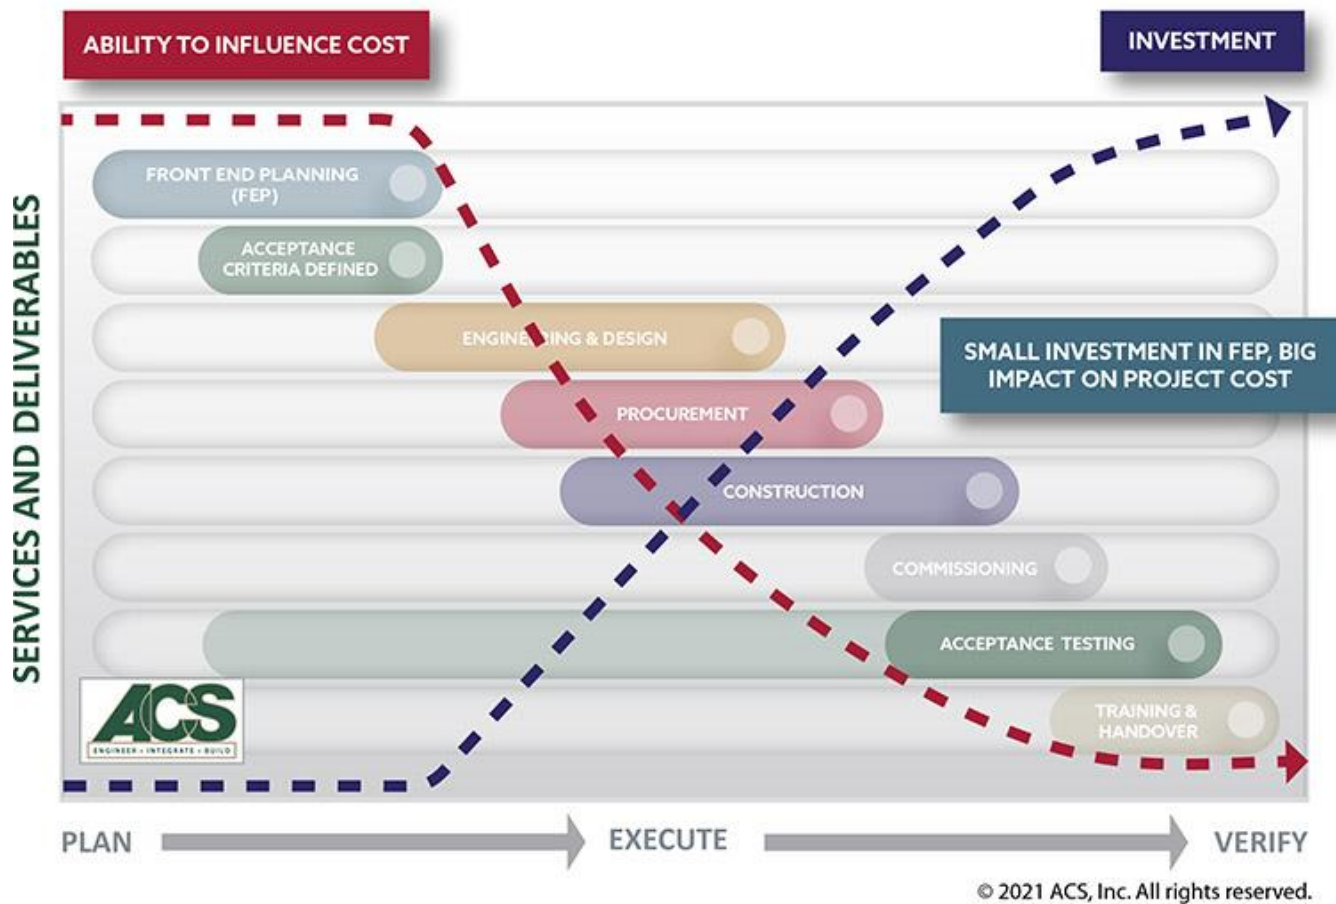 ABILITY TO INFLUENCE COST
INVESTMENT
SERVICES AND DELIVERABLES
FRONT END PLANNING
(FEP)
ACCEPTANCE
CRITERIA DEFINED
ENGINEERING & DESIGN
SMALL INVESTMENT IN FEP, BIG
IMPACT ON PROJECT COST
PROCUREMENT
CONSTRUCTION
COMMISSIONING
ACCEPTANCE TESTING
ACS
ENGINEER • INTEGRATE • BUILD
TRAINING &
HANDOVER
PLAN
EXECUTE
VERIFY
© 2021 ACS, Inc. All rights reserved.